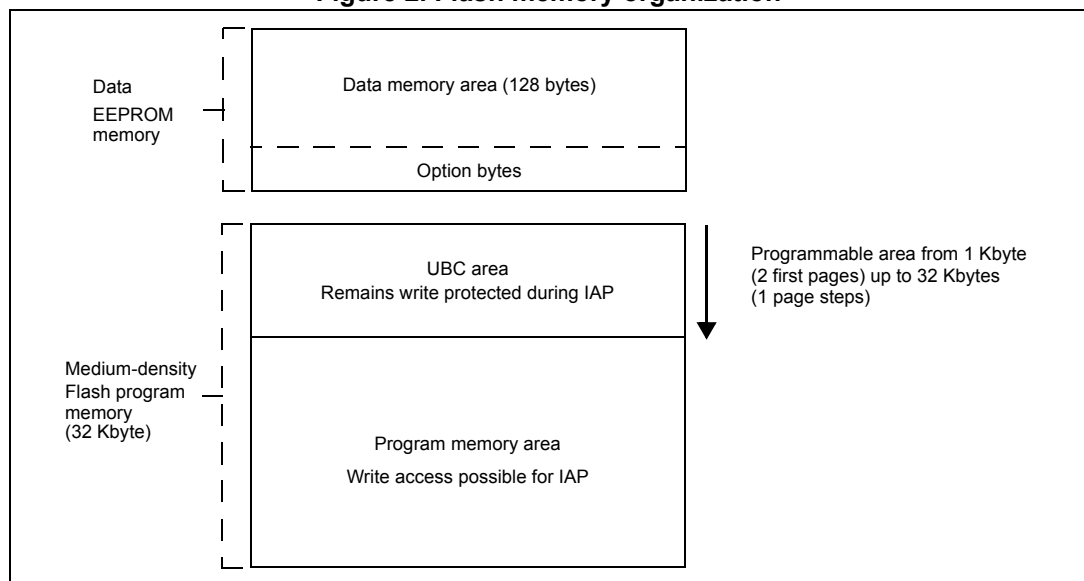 Figure 2. Flash memory organization
Data
EEPROM
memory
Data memory area (128 bytes)
Option bytes
UBC area
Remains write protected during IAP
Programmable area from 1 Kbyte
(2 first pages) up to 32 Kbytes
(1 page steps)
Medium-density
Flash program
memory
(32 Kbyte)
Program memory area
Write access possible for IAP